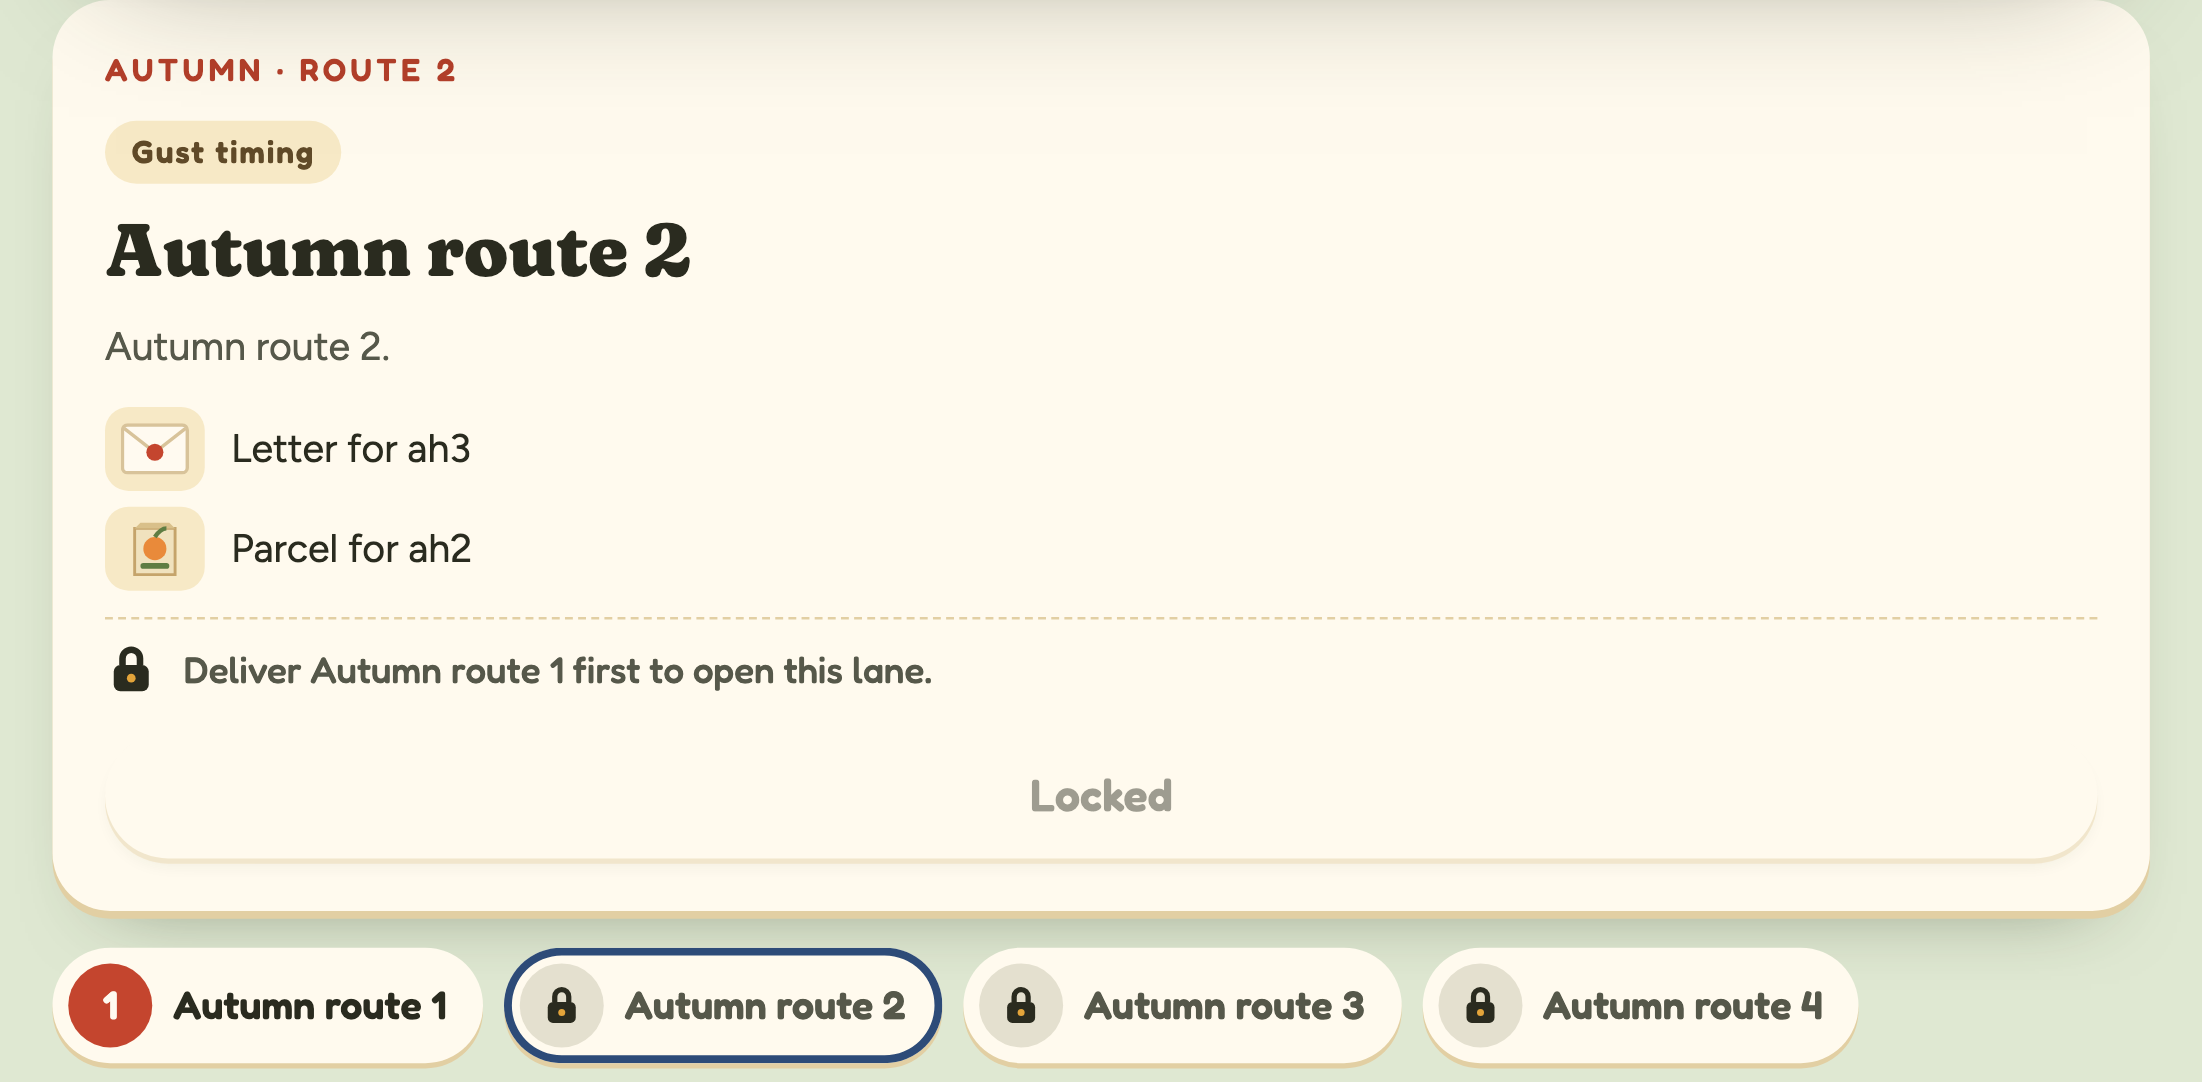 AUTUMN · ROUTE 2
Gust timing
Autumn route 2
Autumn route 2.
Letter for ah3
Parcel for ah2
Deliver Autumn route 1 first to open this lane.
Locked
1 Autumn route 1
Autumn route 2
Autumn route 3
Autumn route 4